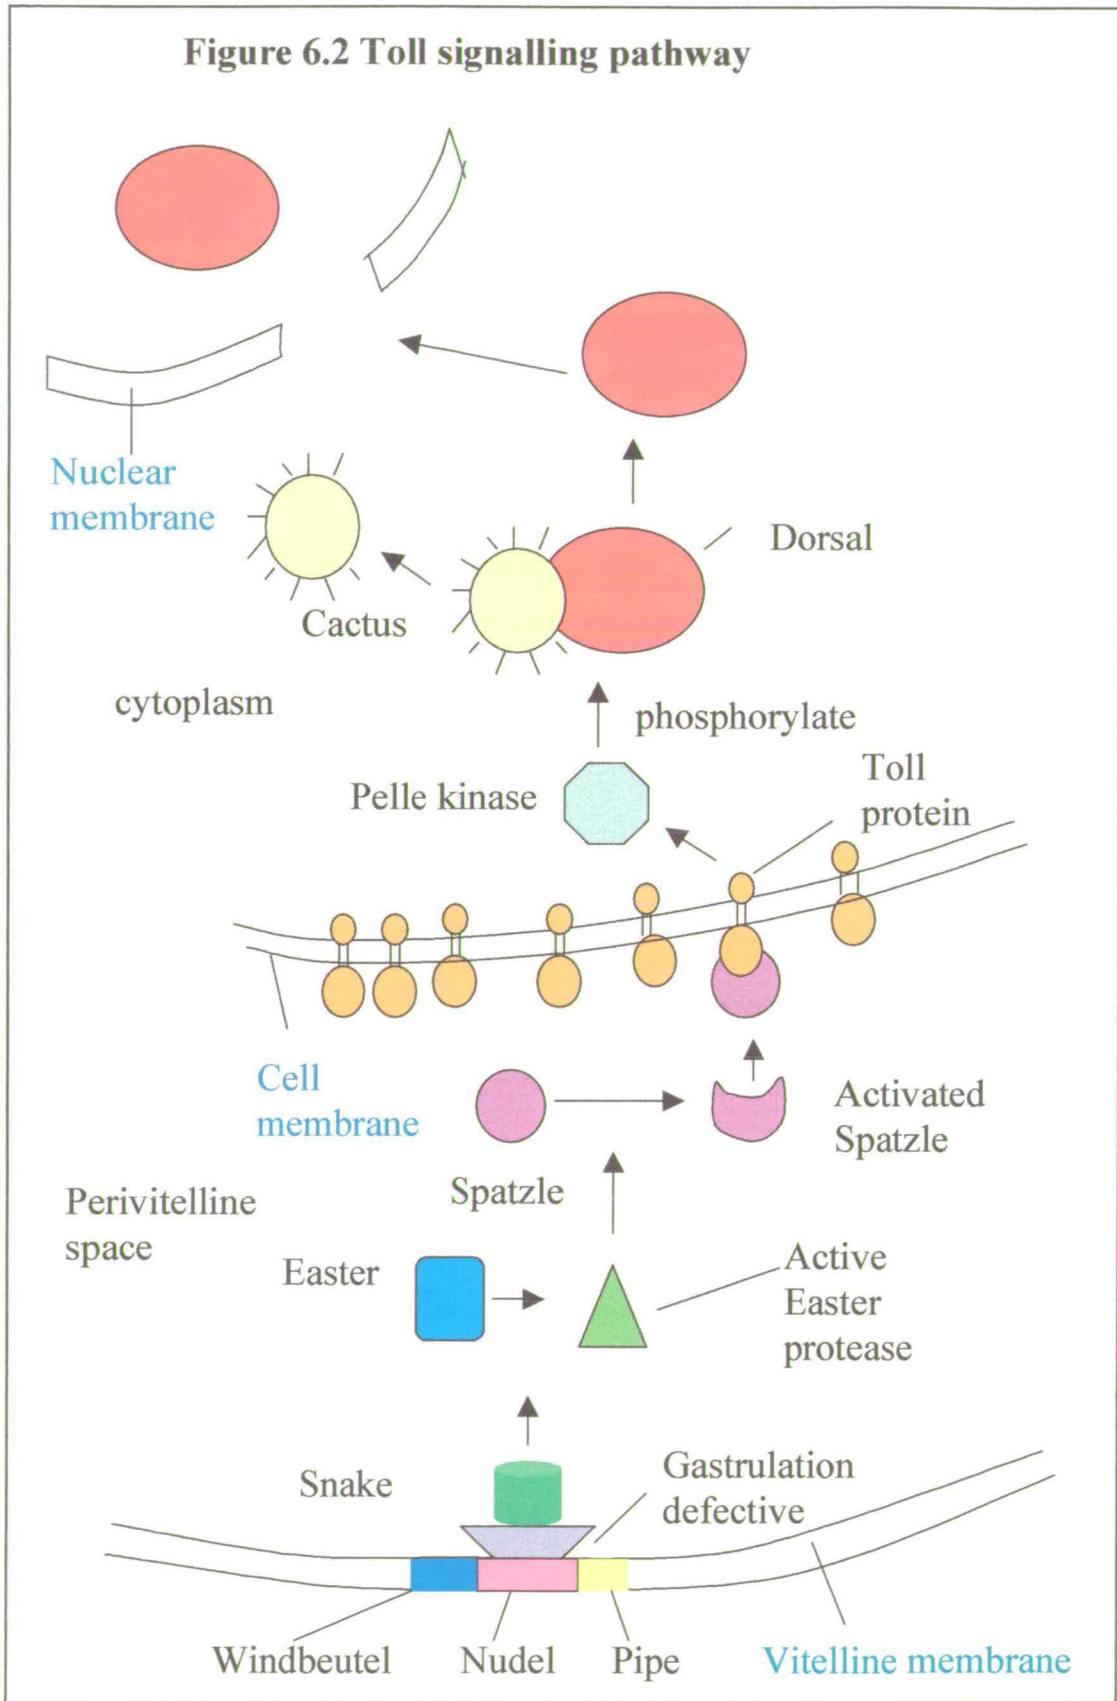 Figure 6.2 Toll signalling pathway
Nuclear
membrane
Dorsal
Cactus
cytoplasm
phosphorylate
Pelle kinase
Toll
protein
Cell
membrane
Activated
Spatzle
Spatzle
Perivitelline
space
Easter
Active
Easter
protease
Snake
Gastrulation
defective
Windbeutel
Nudel
Pipe
Vitelline membrane